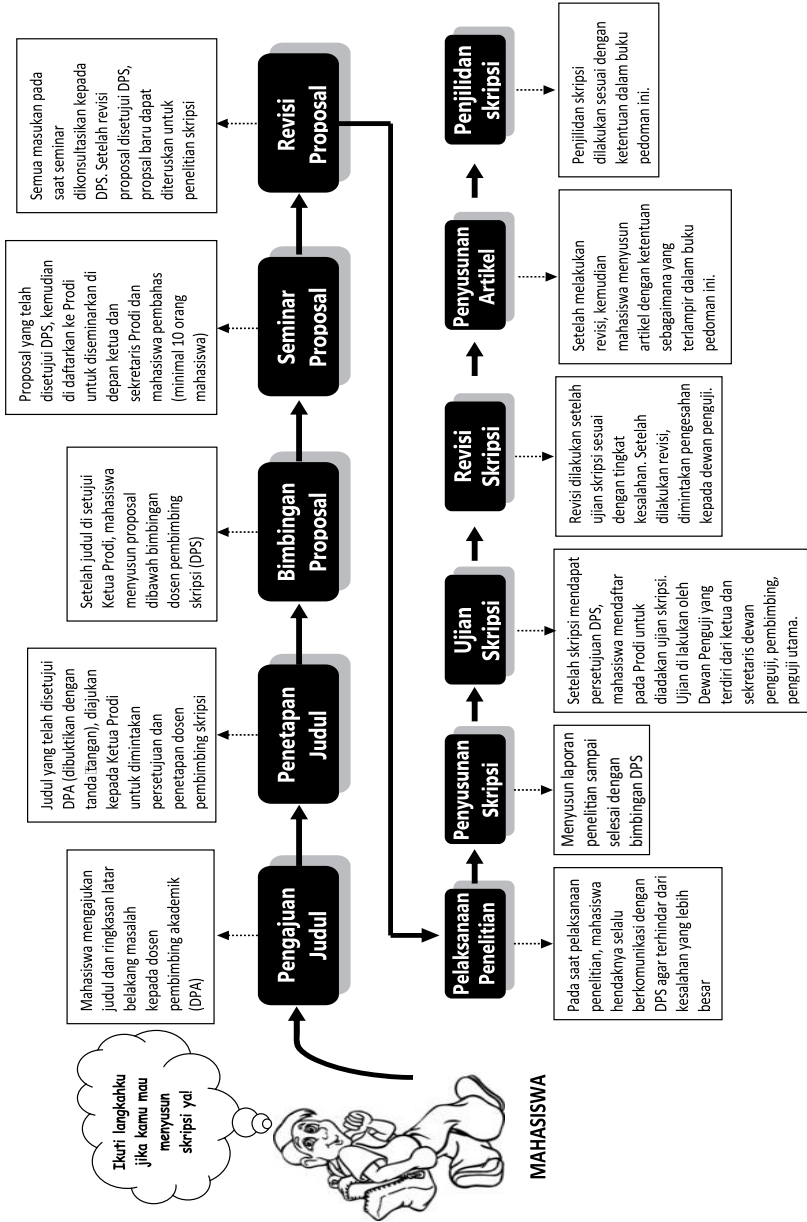 Ikuti langkahku
jika kamu mau
menyusun
skripsi ya!
MAHASISWA
Mahasiswa mengajukan
judul dan ringkasan latar
belakang masalah
kepada dosen
pembimbing akademik
(DPA)
Pengajuan
Judul
Judul yang telah disetujui
DPA (dibuktikan dengan
tanda tangan), diajukan
kepada Ketua Prodi
untuk dimintakan
persetujuan dan
penetapan dosen
pembimbing skripsi
Penetapan
Judul
Setelah judul di setujui
Ketua Prodi, mahasiswa
menyusun proposal
dibawah bimbingan
dosen pembimbing
skripsi (DPS)
Bimbingan
Proposal
Proposal yang telah
disetujui DPS, kemudian
di daftarkan ke Prodi
untuk diseminarkan di
depan ketua dan
sekretaris Prodi dan
mahasiswa pembahas
(minimal 10 orang
mahasiswa)
Seminar
Proposal
Semua masukan pada
saat seminar
dikonsultasikan kepada
DPS. Setelah revisi
proposal disetujui DPS,
propsal baru dapat
diteruskan untuk
penelitian skripsi
Revisi
Proposal
Pelaksanaan
Penelitian
Pada saat pelaksanaan
penelitian, mahasiswa
hendaknya selalu
berkomunikasi dengan
DPS agar terhindar dari
kesalahan yang lebih
besar
Penyusunan
Skripsi
Menyusun laporan
penelitian sampai
selesai dengan
bimbingan DPS
Ujian
Skripsi
Setelah skripsi mendapat
persetujuan DPS,
mahasiswa mendaftar
pada Prodi untuk
diadakan ujian skripsi.
Ujian di lakukan oleh
Dewan Penguji yang
terdiri dari ketua dan
sekretaris dewan
penguji, pembimbing,
penguji utama.
Revisi
Skripsi
Revisi dilakukan setelah
ujian skripsi sesuai
dengan tingkat
kesalahan. Setelah
dilakukan revisi,
dimintakan pengesahan
kepada dewan penguji.
Penyusunan
Artikel
Setelah melakukan
revisi, kemudian
mahasiswa menyusun
artikel dengan ketentuan
sebagaimana yang
terlampir dalam buku
pedoman ini.
Penjilidan
skripsi
Penjilidan skripsi
dilakukan sesuai dengan
ketentuan dalam buku
pedoman ini.